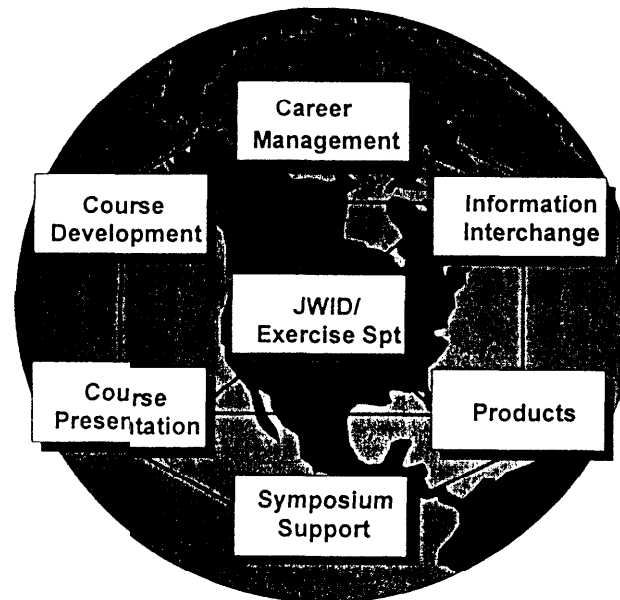 Career
Management
Course
Development
Information
Interchange
JWID/
Exercise Spt
Course
Presentation
Products
Symposium
Support